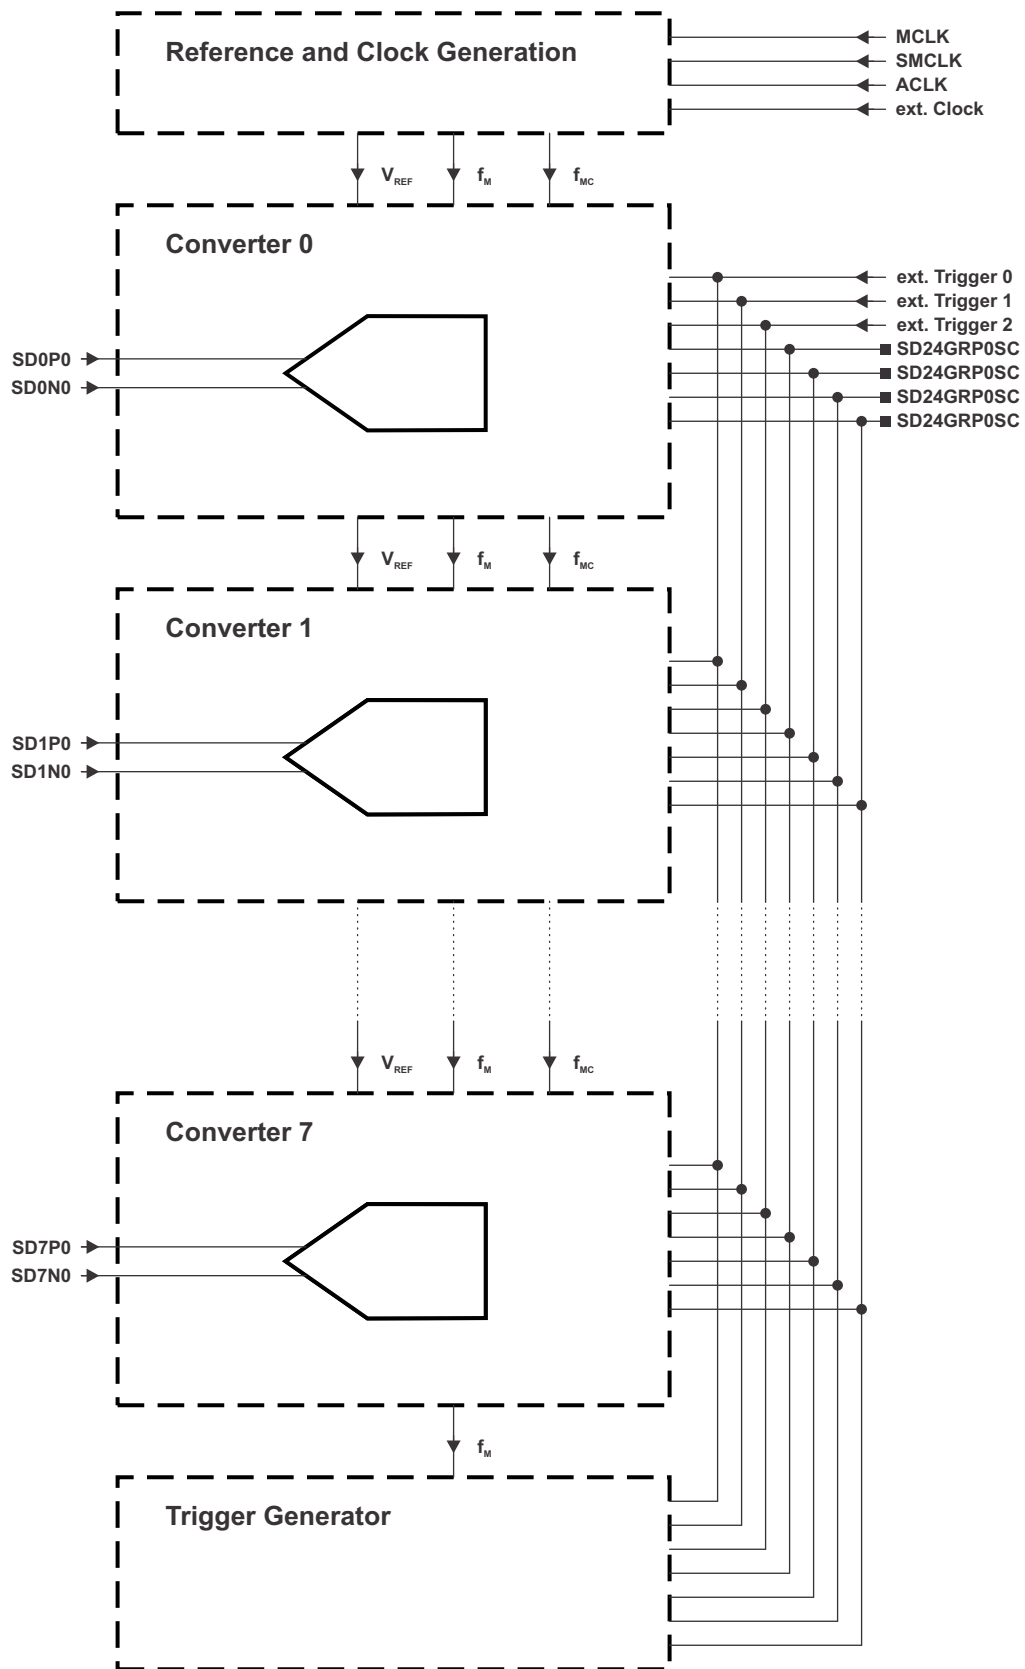 Reference and Clock Generation
MCLK
SMCLK
ACLK
ext. Clock
VREF fM fMC
Converter 0
ext. Trigger 0
ext. Trigger 1
ext. Trigger 2
SD24GRP0SC
SD24GRP0SC
SD24GRP0SC
SD24GRP0SC
SD0P0
SD0N0
VREF fM fMC
Converter 1
SD1P0
SD1N0
VREF fM fMC
Converter 7
SD7P0
SD7N0
fM
Trigger Generator